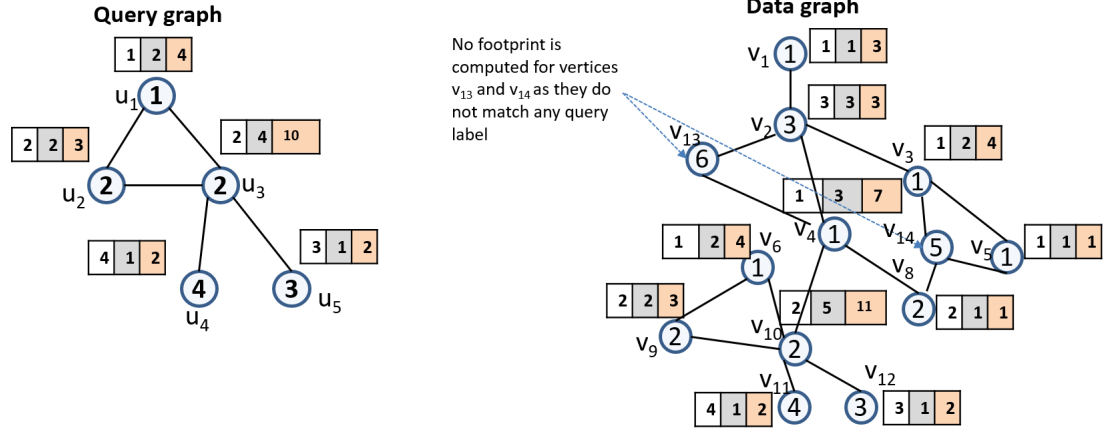 Query graph
1 2 4
u1 1
2 2 3
2 4 10
u2 2
2 u3
4 1 2
3 1 2
4
u4
3 u5
Data graph
No footprint is
computed for vertices
v13 and v14 as they do
not match any query
label
v1 1
1 1 3
3 3 3
v2 3
v13
6
1 2 4
v3
1
1 3 7
v4 1
v14 5
v5 1
1 1 1
1 2 4
v6
1
v8
2
2 1 1
2 2 3
2 5 11
v9 2
v10 2
v11
4 1 2
4
v12
3
3 1 2